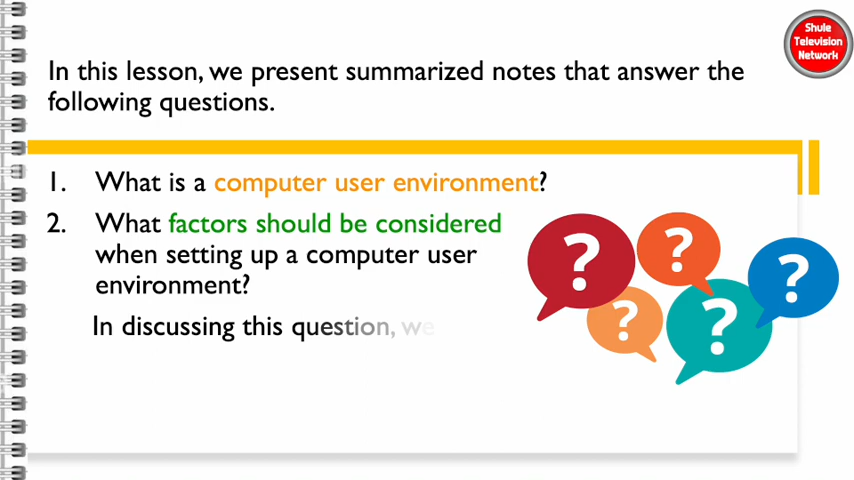 Shule
Television
Network
In this lesson, we present summarized notes that answer the
following questions.
1. What is a computer user environment?
2. What factors should be considered
when setting up a computer user
environment?
In discussing this question, we
? ? ? ? ?